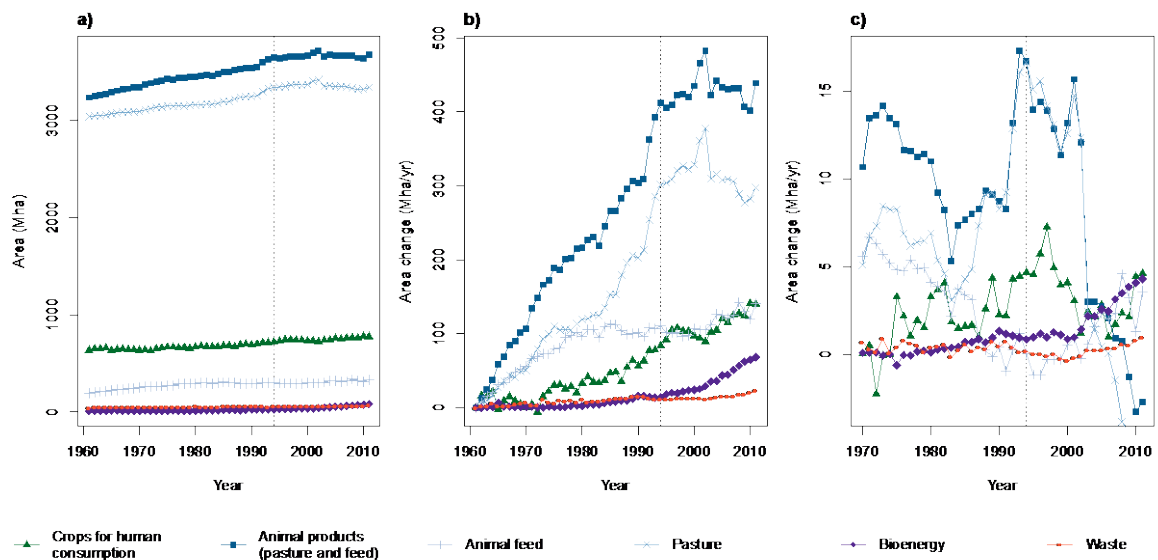 a)
b)
c)
Area (Mha)
0
1000
3000
3000
1960
1970
1980
1990
2000
2010
Year
Area change (Mha/yr)
0
100
200
300
400
500
1960
1970
1980
1990
2000
2010
Year
Area change (Mha/yr)
0
5
10
15
1970
1980
1990
2000
2010
Year
Crops for human
consumption
Animal products
(pasture and feed)
Animal feed
Pasture
Bioenergy
Waste